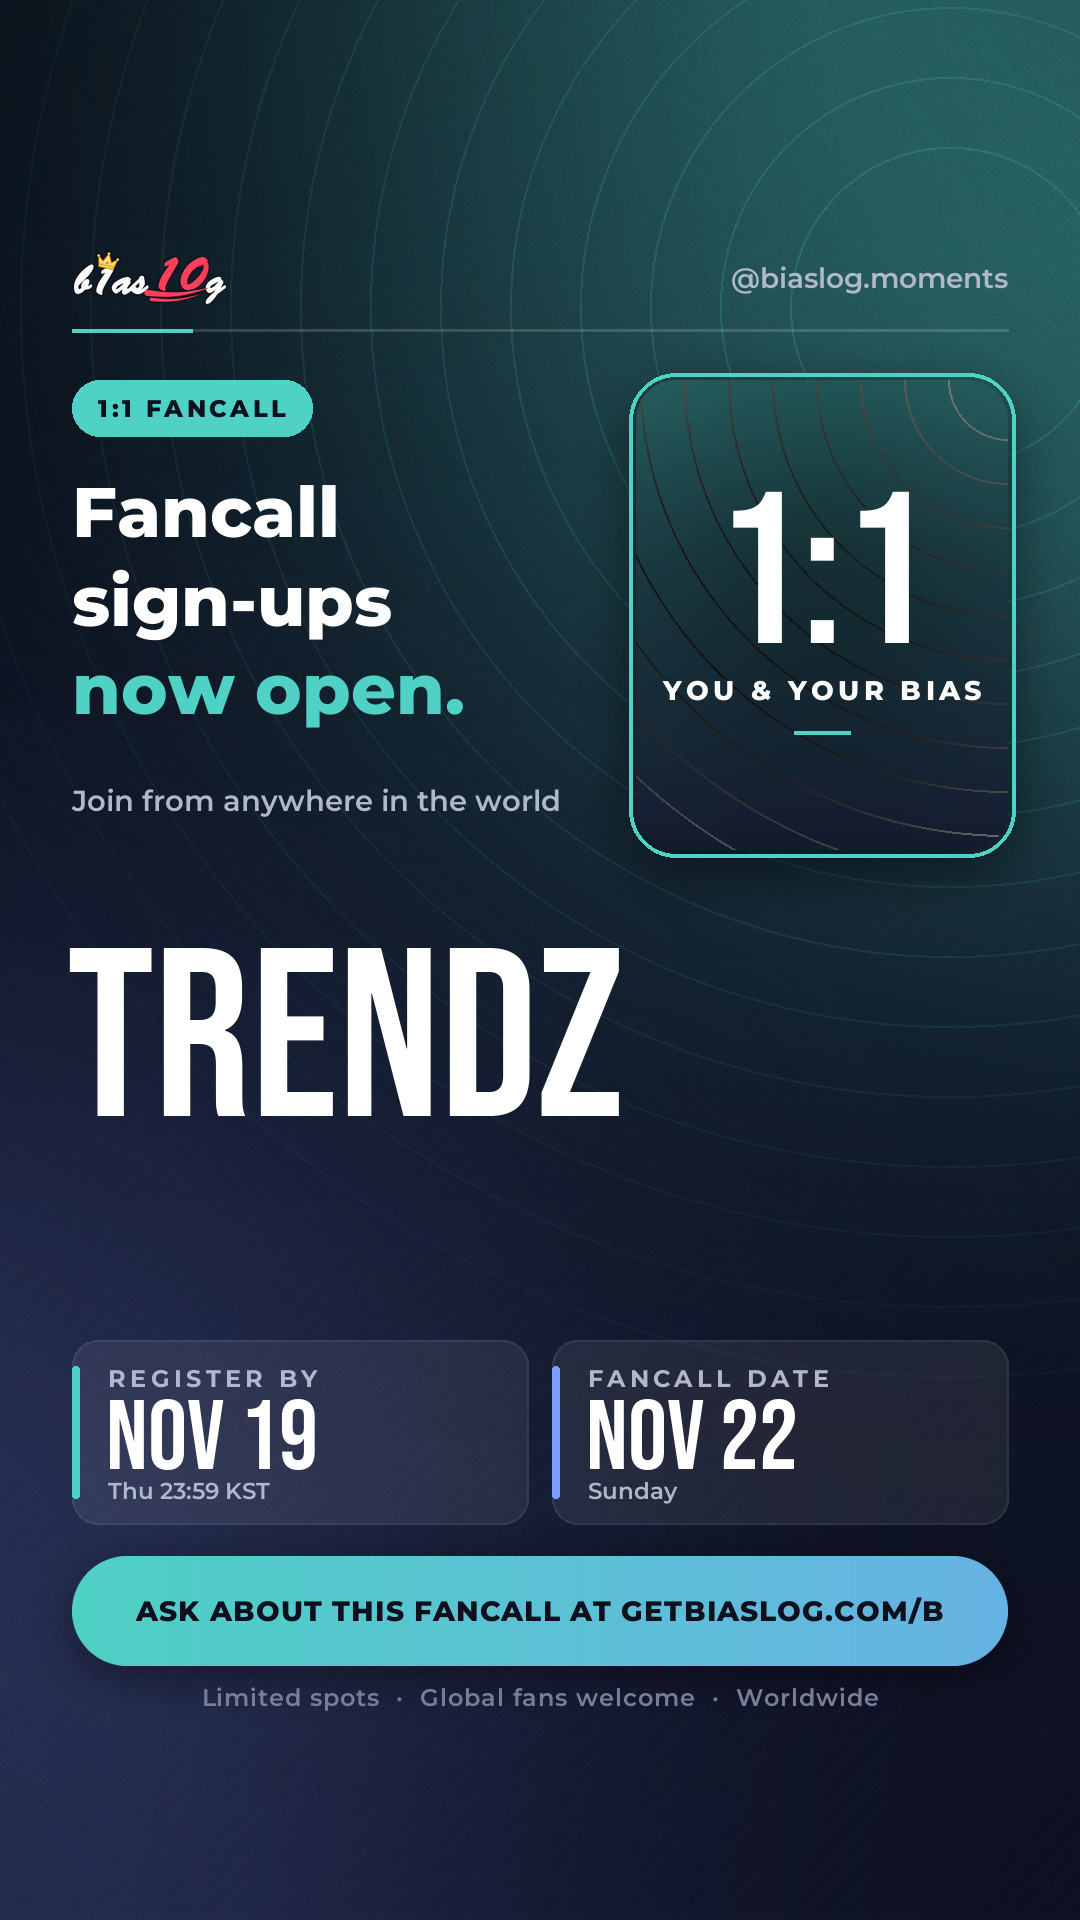 b1as10g
@biaslog.moments
1:1 FANCALL
Fancall
sign-ups
now open.
Join from anywhere in the world
1:1
YOU & YOUR BIAS
TRENDZ
REGISTER BY
NOV 19
Thu 23:59 KST
FANCALL DATE
NOV 22
Sunday
ASK ABOUT THIS FANCALL AT GETBIASLOG.COM/B
Limited spots · Global fans welcome · Worldwide